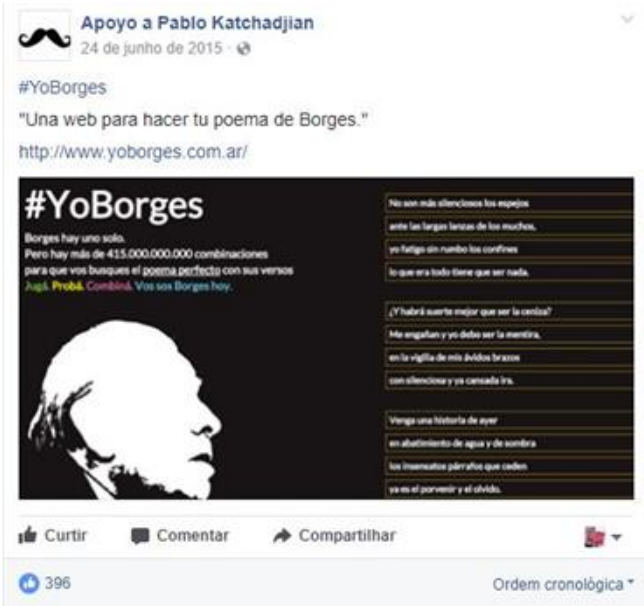 Apoyo a Pablo Katchadjian
24 de junho de 2015 ·
#YoBorges
"Una web para hacer tu poema de Borges."
http://www.yoborges.com.ar/
#YoBorges
Borges hay uno solo.
Pero hay más de 415.000.000.000 combinaciones
para que vos busques el poema perfecto con sus versos
Jugá. Probá. Combiná. Vos sos Borges hoy.
No son más silenciosos los espejos
ante las largas lanzas de los muchos,
yo fatigo sin rumbo los confines
lo que era todo tiene que ser nada.
¿Y habrá suerte mejor que ser la ceniza?
Me engañan y yo debo ser la mentira,
en la vigilia de mis ávidos brazos
con silenciosa y ya cansada ira.
Venga una historia de ayer
en abatimiento de agua y de sombra
los insensatos párrafos que ceden
ya es el porvenir y el olvido.
Curtir Comentar Compartilhar
396 Ordem cronológica